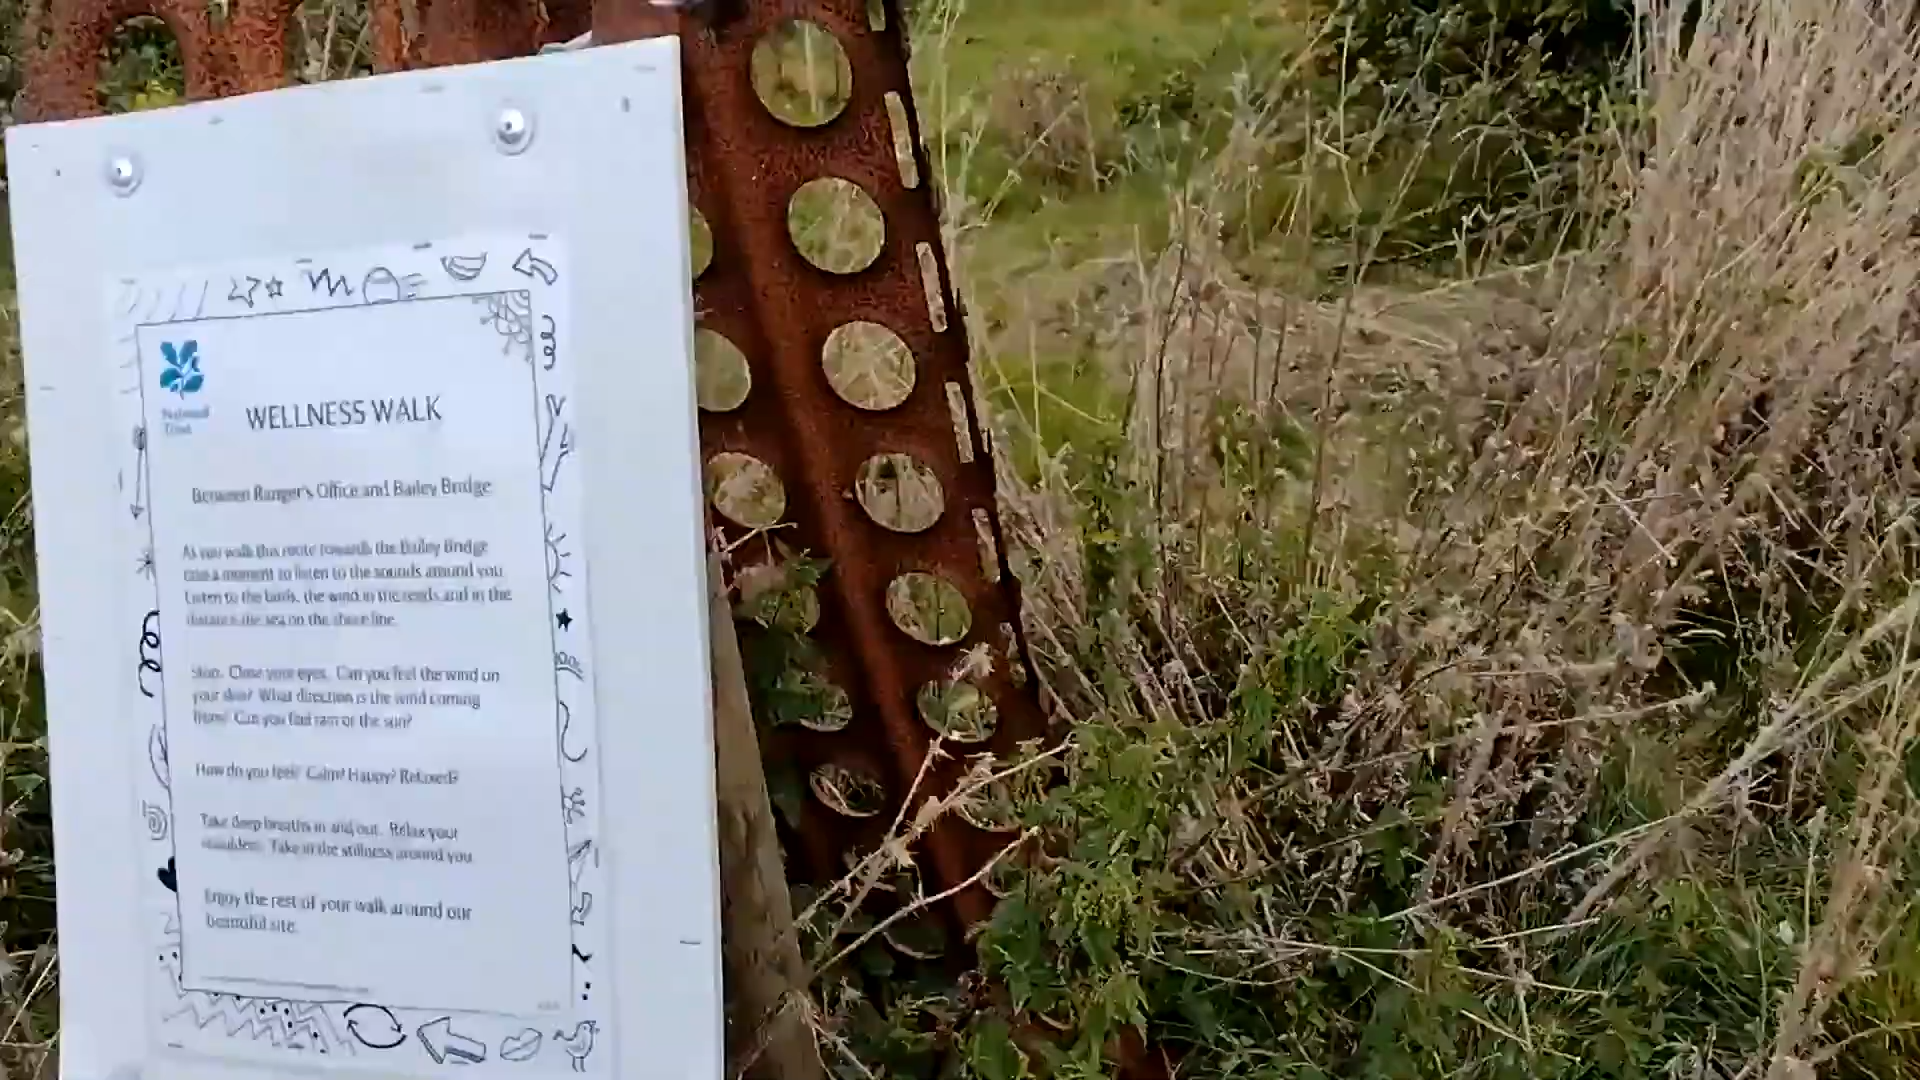 National
Trust
WELLNESS WALK
Between Ranger's Office and Bailey Bridge
As you walk this route towards the Bailey Bridge
take a moment to listen to the sounds around you.
Listen to the birds, the wind in the reeds and in the
distance the sea on the shore line.
Stop. Close your eyes. Can you feel the wind on
your skin? What direction is the wind coming
from? Can you feel rain or the sun?
How do you feel? Calm? Happy? Relaxed?
Take deep breaths in and out. Relax your
shoulders. Take in the stillness around you.
Enjoy the rest of your walk around our
beautiful site.